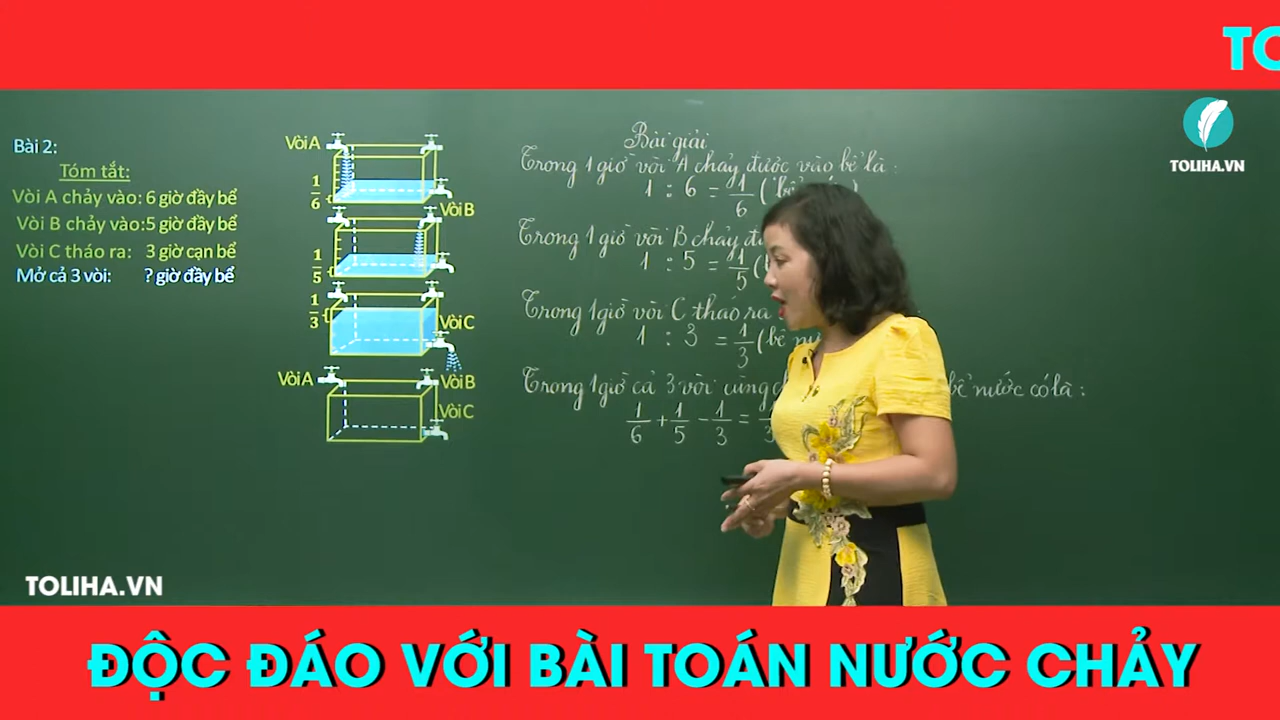 TO
TOLIHA.VN
Bài 2:
Tóm tắt:
Vòi A chảy vào: 6 giờ đầy bể
Vòi B chảy vào: 5 giờ đầy bể
Vòi C tháo ra: 3 giờ cạn bể
Mở cả 3 vòi: ? giờ đầy bể
Vòi A
1/6
Vòi B
1/5
1/3
Vòi C
Vòi A
Vòi B
Vòi C
Bài giải
Trong 1 giờ vòi A chảy được vào bể là :
1 : 6 = 1/6 (bể
Trong 1 giờ vòi B chảy
1 : 5 = 1/5 (
Trong 1 giờ vòi C tháo ra
1 : 3 = 1/3 (bể
Trong 1 giờ cả 3 vòi cùng bể nước có là :
1/6 + 1/5 - 1/3 =
TOLIHA.VN
ĐỘC ĐÁO VỚI BÀI TOÁN NƯỚC CHẢY